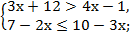 3x + 12 > 4x − 1,
7 − 2x ≤ 10 − 3x;